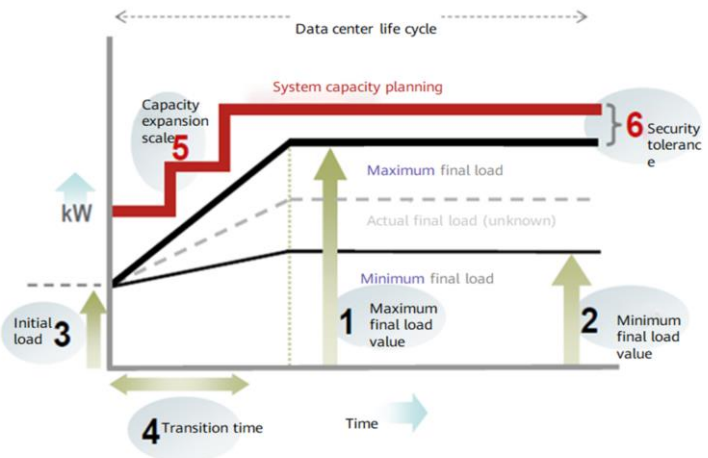 Data center life cycle
System capacity planning
Capacity
expansion
scale
5
6
Security
toleranc
e
Maximum final load
kW
Actual final load (unknown)
Minimum final load
Initial
load
3
1
Maximum
final load
value
2
Minimum
final load
value
4
Transition time
Time